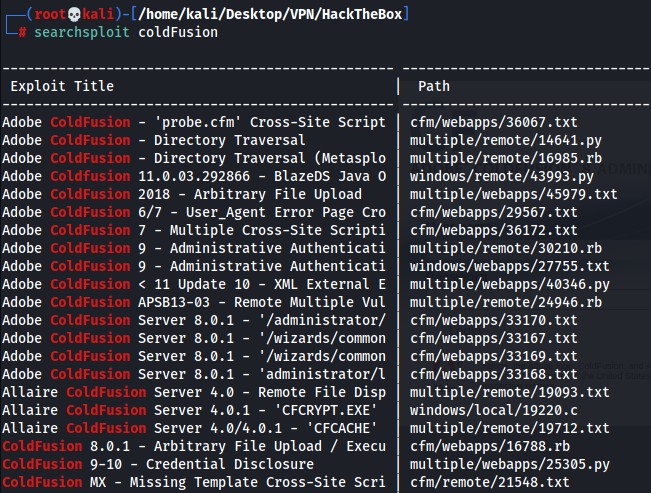 (root💀kali)-[/home/kali/Desktop/VPN/HackTheBox]
# searchsploit coldFusion
Exploit Title | Path
Adobe ColdFusion - 'probe.cfm' Cross-Site Script | cfm/webapps/36067.txt
Adobe ColdFusion - Directory Traversal | multiple/remote/14641.py
Adobe ColdFusion - Directory Traversal (Metasplo | multiple/remote/16985.rb
Adobe ColdFusion 11.0.03.292866 - BlazeDS Java O | windows/remote/43993.py
Adobe ColdFusion 2018 - Arbitrary File Upload | multiple/webapps/45979.txt
Adobe ColdFusion 6/7 - User_Agent Error Page Cro | cfm/webapps/29567.txt
Adobe ColdFusion 7 - Multiple Cross-Site Scripti | cfm/webapps/36172.txt
Adobe ColdFusion 9 - Administrative Authenticati | multiple/remote/30210.rb
Adobe ColdFusion 9 - Administrative Authenticati | windows/webapps/27755.txt
Adobe ColdFusion < 11 Update 10 - XML External E | multiple/webapps/40346.py
Adobe ColdFusion APSB13-03 - Remote Multiple Vul | multiple/remote/24946.rb
Adobe ColdFusion Server 8.0.1 - '/administrator/ | cfm/webapps/33170.txt
Adobe ColdFusion Server 8.0.1 - '/wizards/common | cfm/webapps/33167.txt
Adobe ColdFusion Server 8.0.1 - '/wizards/common | cfm/webapps/33169.txt
Adobe ColdFusion Server 8.0.1 - 'administrator/l | cfm/webapps/33168.txt
Allaire ColdFusion Server 4.0 - Remote File Disp | multiple/remote/19093.txt
Allaire ColdFusion Server 4.0.1 - 'CFCRYPT.EXE' | windows/local/19220.c
Allaire ColdFusion Server 4.0/4.0.1 - 'CFCACHE' | multiple/remote/19712.txt
ColdFusion 8.0.1 - Arbitrary File Upload / Execu | cfm/webapps/16788.rb
ColdFusion 9-10 - Credential Disclosure | multiple/webapps/25305.py
ColdFusion MX - Missing Template Cross-Site Scri | cfm/remote/21548.txt